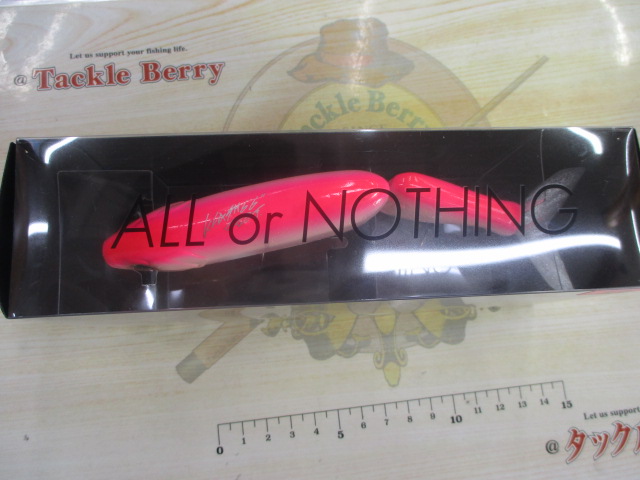 Let us support your fishing life.
@ Tackle Berry
Tackle Berry
ALL or NOTHING
0 1 2 3 4 5 6 7 8 9 10 11 12 13 14 15
Let us support
@ タック